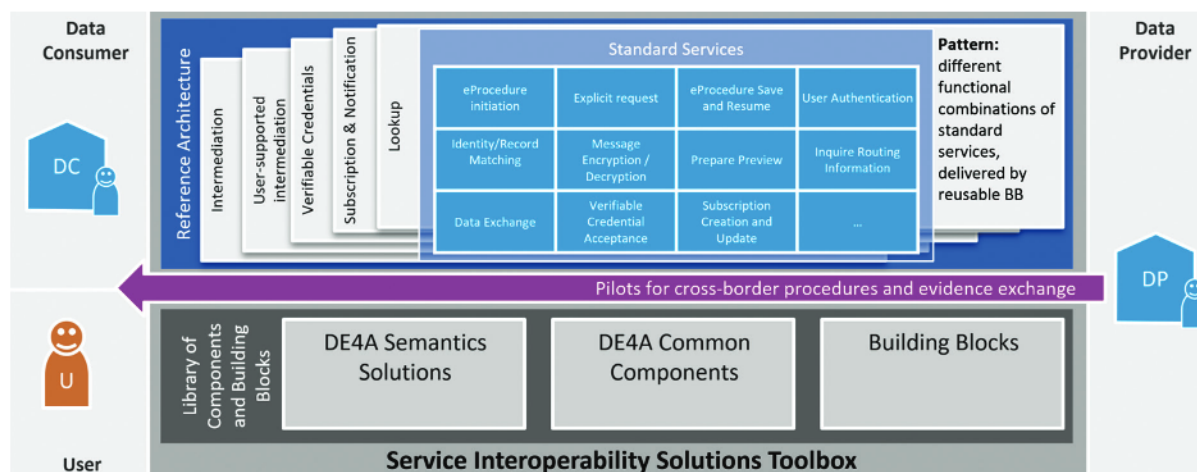 Data
Consumer
DC
U
User
Reference Architecture
Intermediation
User-supported
intermediation
Verifiable Credentials
Subscription & Notification
Lookup
Standard Services
eProcedure
initiation
Explicit request
eProcedure Save
and Resume
User Authentication
Identity/Record
Matching
Message
Encryption /
Decryption
Prepare Preview
Inquire Routing
Information
Data Exchange
Verifiable
Credential
Acceptance
Subscription
Creation and
Update
...
Pattern:
different
functional
combinations of
standard
services,
delivered by
reusable BB
Data
Provider
DP
Pilots for cross-border procedures and evidence exchange
Library of
Components
and Building
Blocks
DE4A Semantics
Solutions
DE4A Common
Components
Building Blocks
Service Interoperability Solutions Toolbox